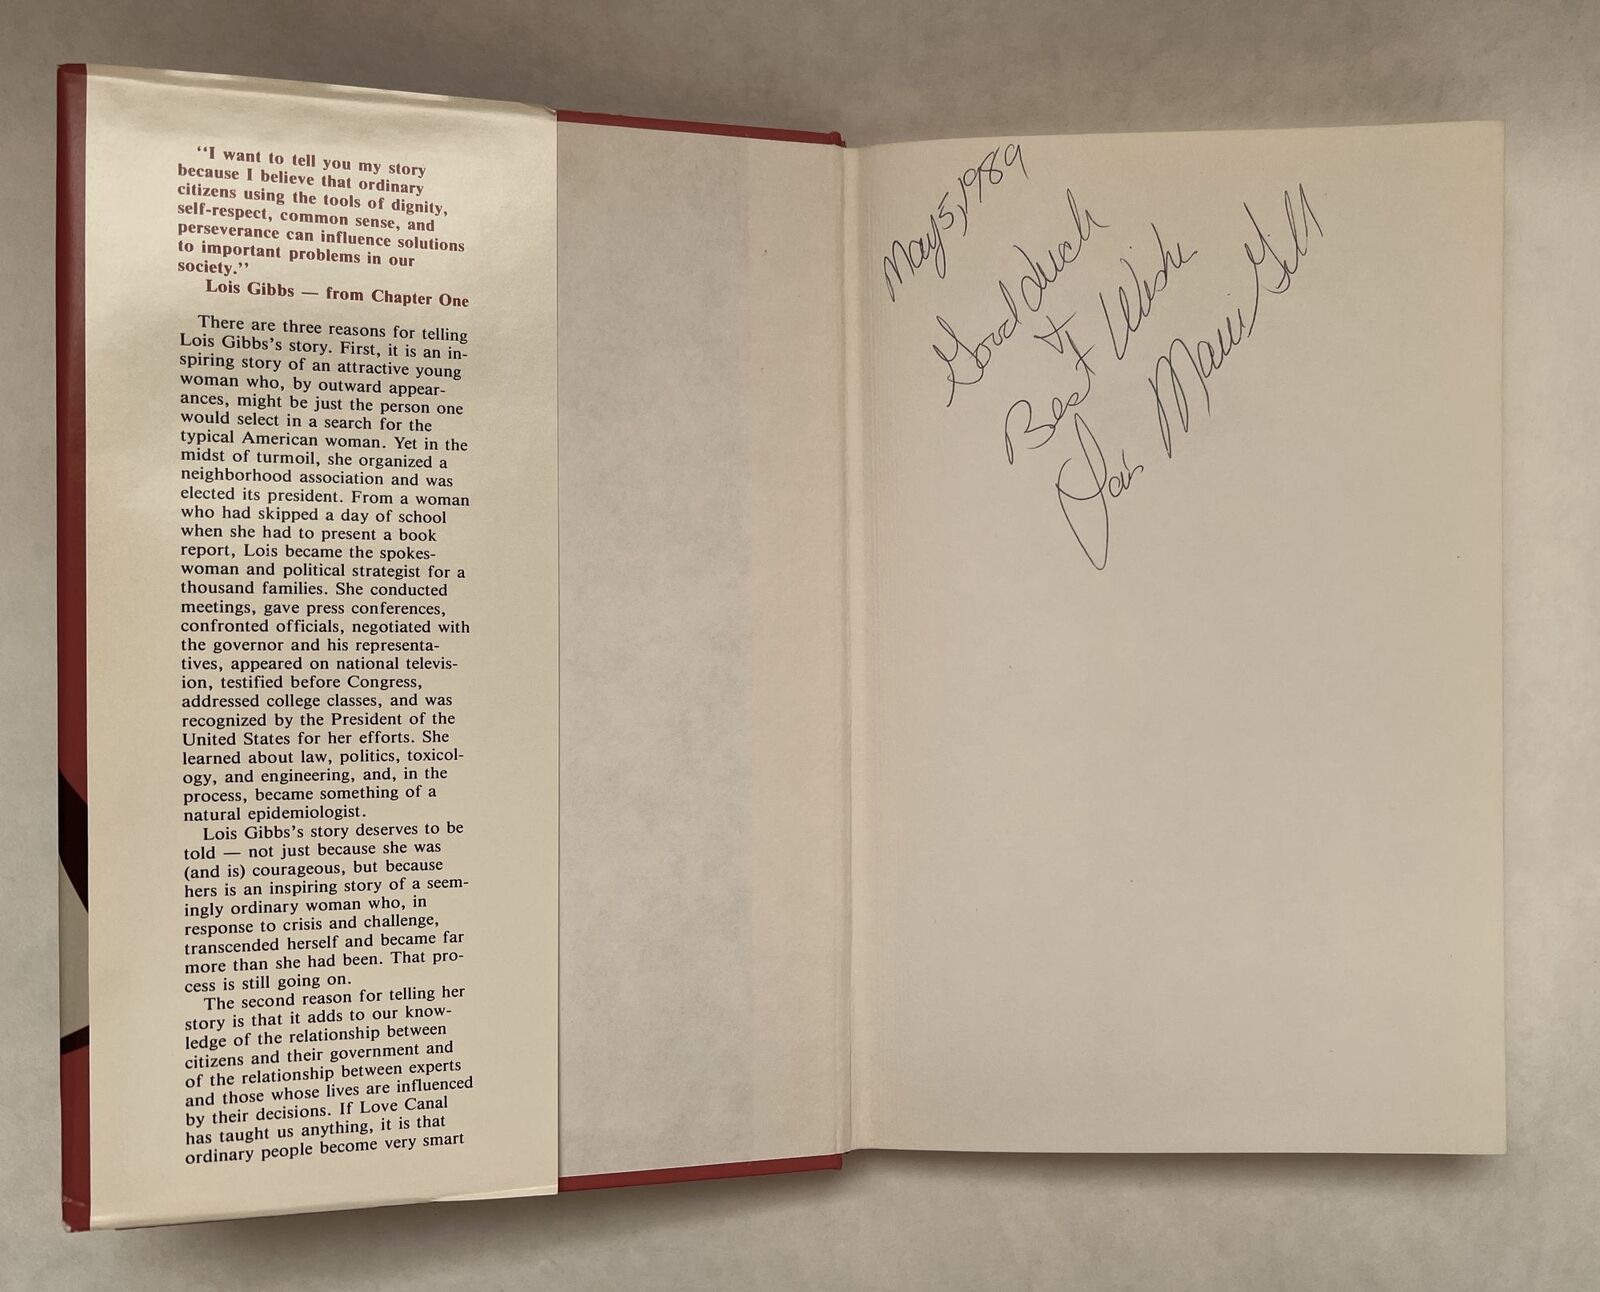 “I want to tell you my story
because I believe that ordinary
citizens using the tools of dignity,
self-respect, common sense, and
perseverance can influence solutions
to important problems in our
society.”
Lois Gibbs — from Chapter One
There are three reasons for telling
Lois Gibbs’s story. First, it is an in-
spiring story of an attractive young
woman who, by outward appear-
ances, might be just the person one
would select in a search for the
typical American woman. Yet in the
midst of turmoil, she organized a
neighborhood association and was
elected its president. From a woman
who had skipped a day of school
when she had to present a book
report, Lois became the spokes-
woman and political strategist for a
thousand families. She conducted
meetings, gave press conferences,
confronted officials, negotiated with
the governor and his representa-
tives, appeared on national televis-
ion, testified before Congress,
addressed college classes, and was
recognized by the President of the
United States for her efforts. She
learned about law, politics, toxicol-
ogy, and engineering, and, in the
process, became something of a
natural epidemiologist.
Lois Gibbs’s story deserves to be
told — not just because she was
(and is) courageous, but because
hers is an inspiring story of a seem-
ingly ordinary woman who, in
response to crisis and challenge,
transcended herself and became far
more than she had been. That pro-
cess is still going on.
The second reason for telling her
story is that it adds to our know-
ledge of the relationship between
citizens and their government and
of the relationship between experts
and those whose lives are influenced
by their decisions. If Love Canal
has taught us anything, it is that
ordinary people become very smart
May 5, 1989
Good Luck
+
Best Wishes
Lois Marie Gibbs